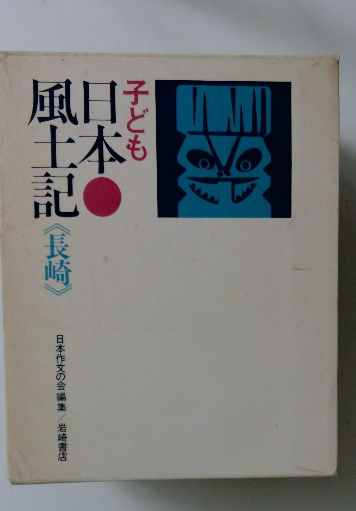 子ども
日本●
風土記
《長崎》
日本作文の会編集/岩崎書店